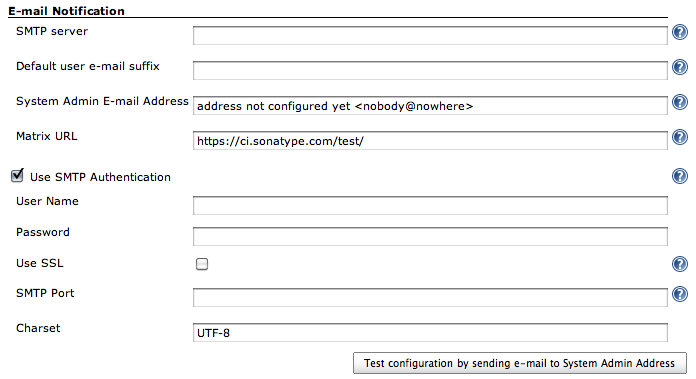 E-mail Notification
SMTP server
Default user e-mail suffix
System Admin E-mail Address address not configured yet <nobody@nowhere>
Matrix URL https://ci.sonatype.com/test/
Use SMTP Authentication
User Name
Password
Use SSL
SMTP Port
Charset UTF-8
Test configuration by sending e-mail to System Admin Address